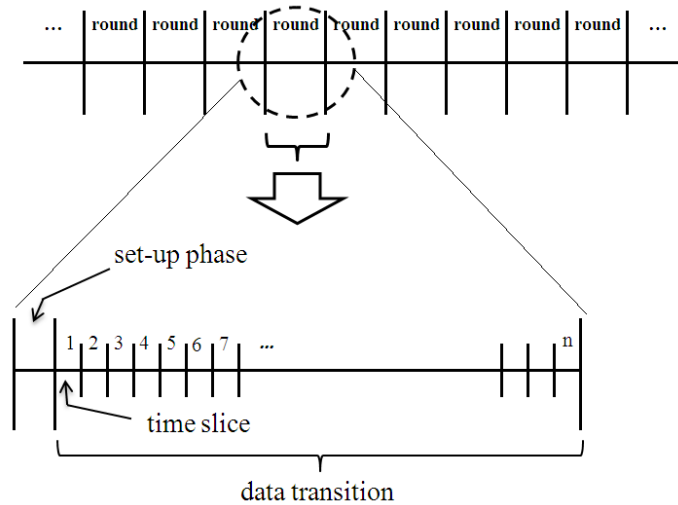 ... round round round round round round round round round ...
set-up phase
1 2 3 4 5 6 7 ... n
time slice
data transition